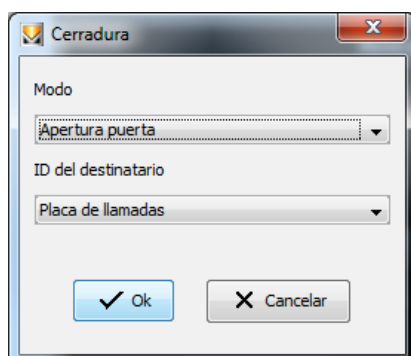 Cerradura
Modo
Apertura puerta
ID del destinatario
Placa de llamadas
Ok
Cancelar